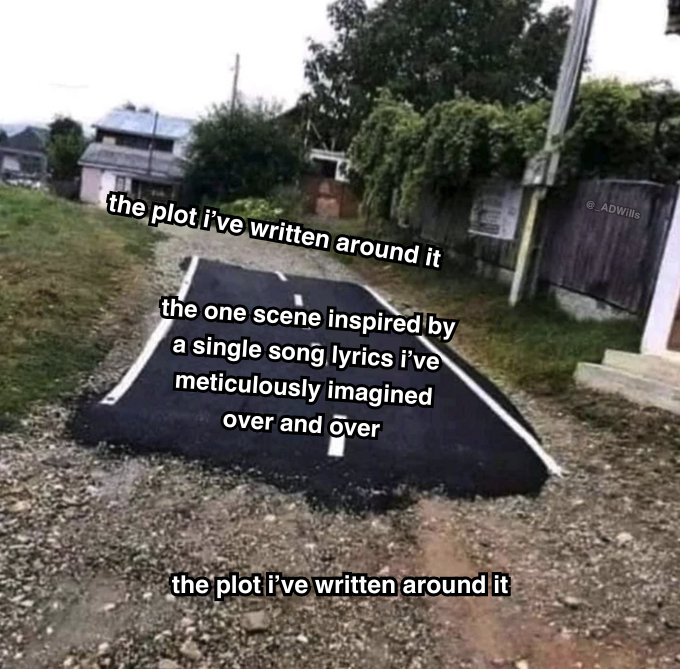 the plot i've written around it
@_ADWills
the one scene inspired by
a single song lyrics i've
meticulously imagined
over and over
the plot i've written around it